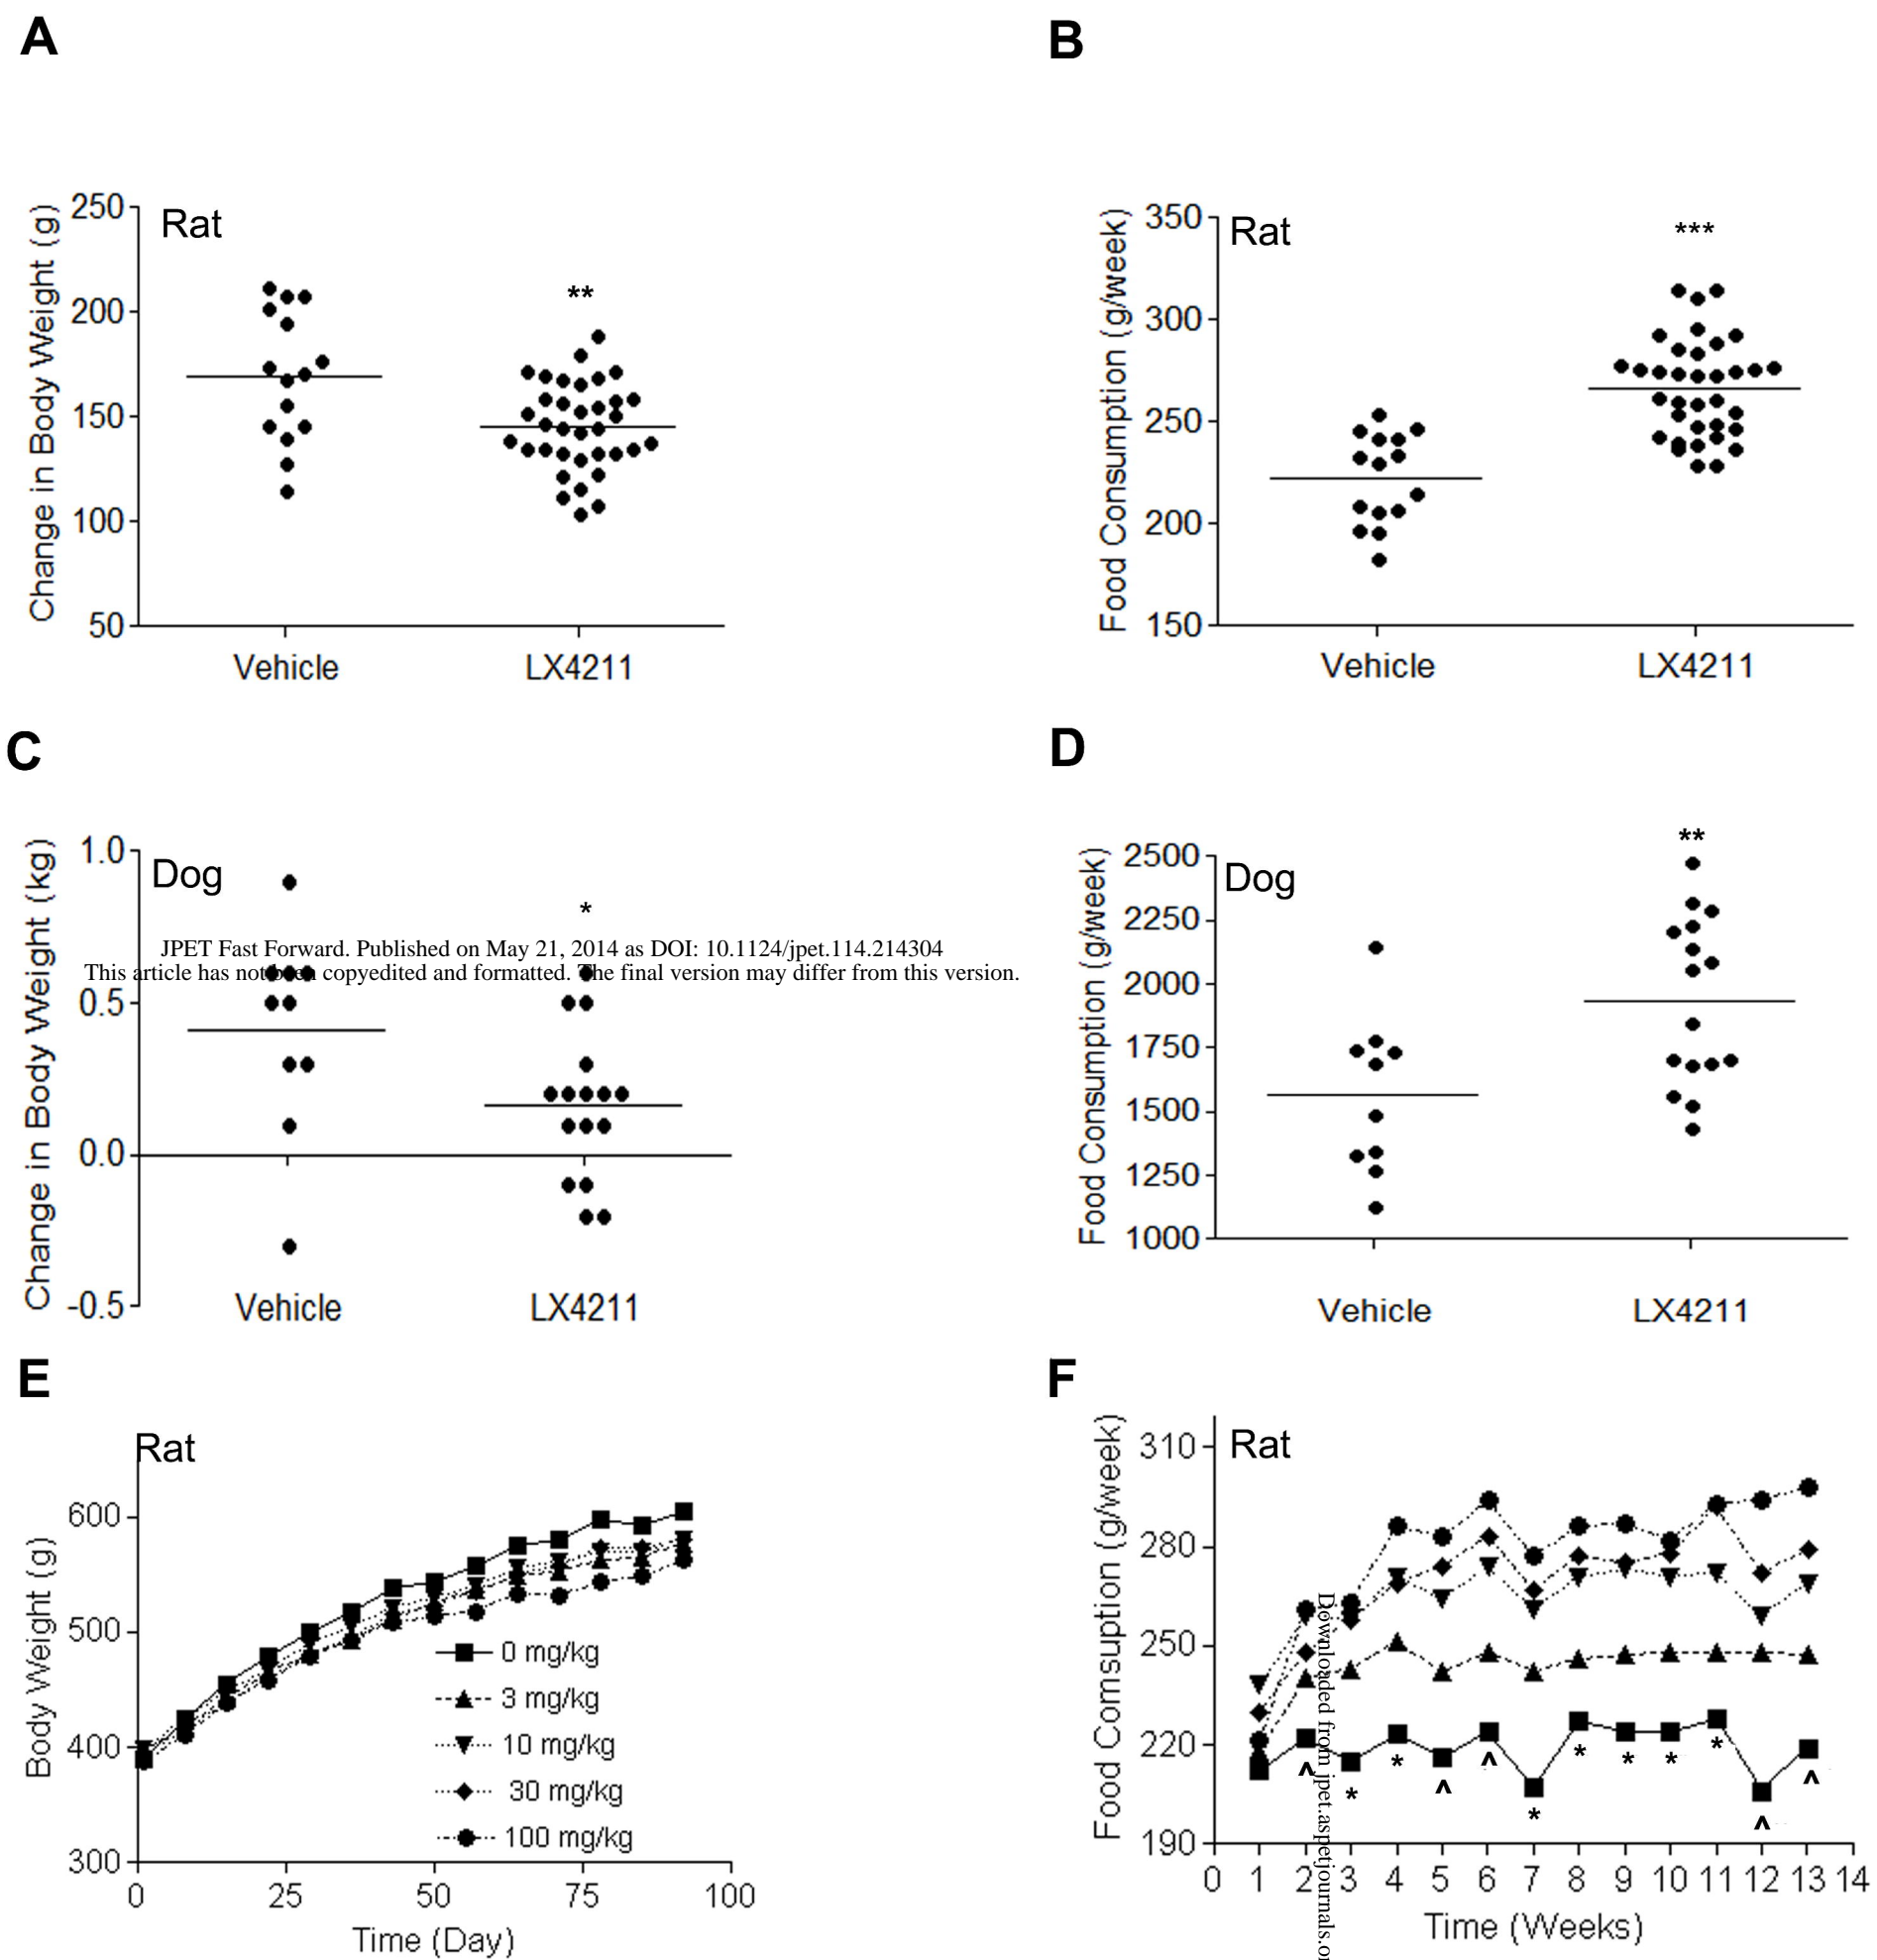 A
B
250
200
150
100
50
Change in Body Weight (g)
Rat
**
Vehicle
LX4211
350
300
250
200
150
Food Consumption (g/week)
Rat
***
Vehicle
LX4211
C
D
1.0
0.5
0.0
-0.5
Change in Body Weight (kg)
Dog
*
JPET Fast Forward. Published on May 21, 2014 as DOI: 10.1124/jpet.114.214304
This article has not been copyedited and formatted. The final version may differ from this version.
Vehicle
LX4211
2500
2250
2000
1750
1500
1250
1000
Food Consumption (g/week)
Dog
**
Vehicle
LX4211
E
F
Rat
600
500
400
300
Body Weight (g)
0 mg/kg
3 mg/kg
10 mg/kg
30 mg/kg
100 mg/kg
0 25 50 75 100
Time (Day)
Rat
310
280
250
220
190
Food Comsuption (g/week)
^ * * ^ ^ * * * * * ^ ^
0 1 2 3 4 5 6 7 8 9 10 11 12 13 14
Time (Weeks)
Downloaded from